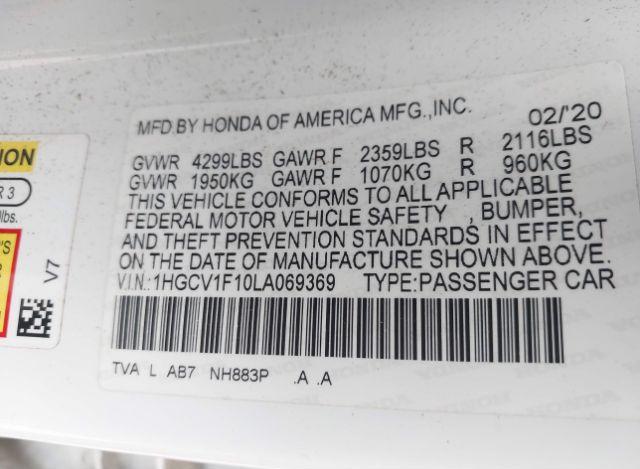 MFD.BY HONDA OF AMERICA MFG.,INC. 02/'20
GVWR 4299LBS GAWR F 2359LBS R 2116LBS
GVWR 1950KG GAWR F 1070KG R 960KG
THIS VEHICLE CONFORMS TO ALL APPLICABLE
FEDERAL MOTOR VEHICLE SAFETY , BUMPER,
AND THEFT PREVENTION STANDARDS IN EFFECT
ON THE DATE OF MANUFACTURE SHOWN ABOVE.
V.I.N.: 1HGCV1F10LA069369 TYPE:PASSENGER CAR
TVA L AB7 NH883P .A .A
V7
R 3
lbs.